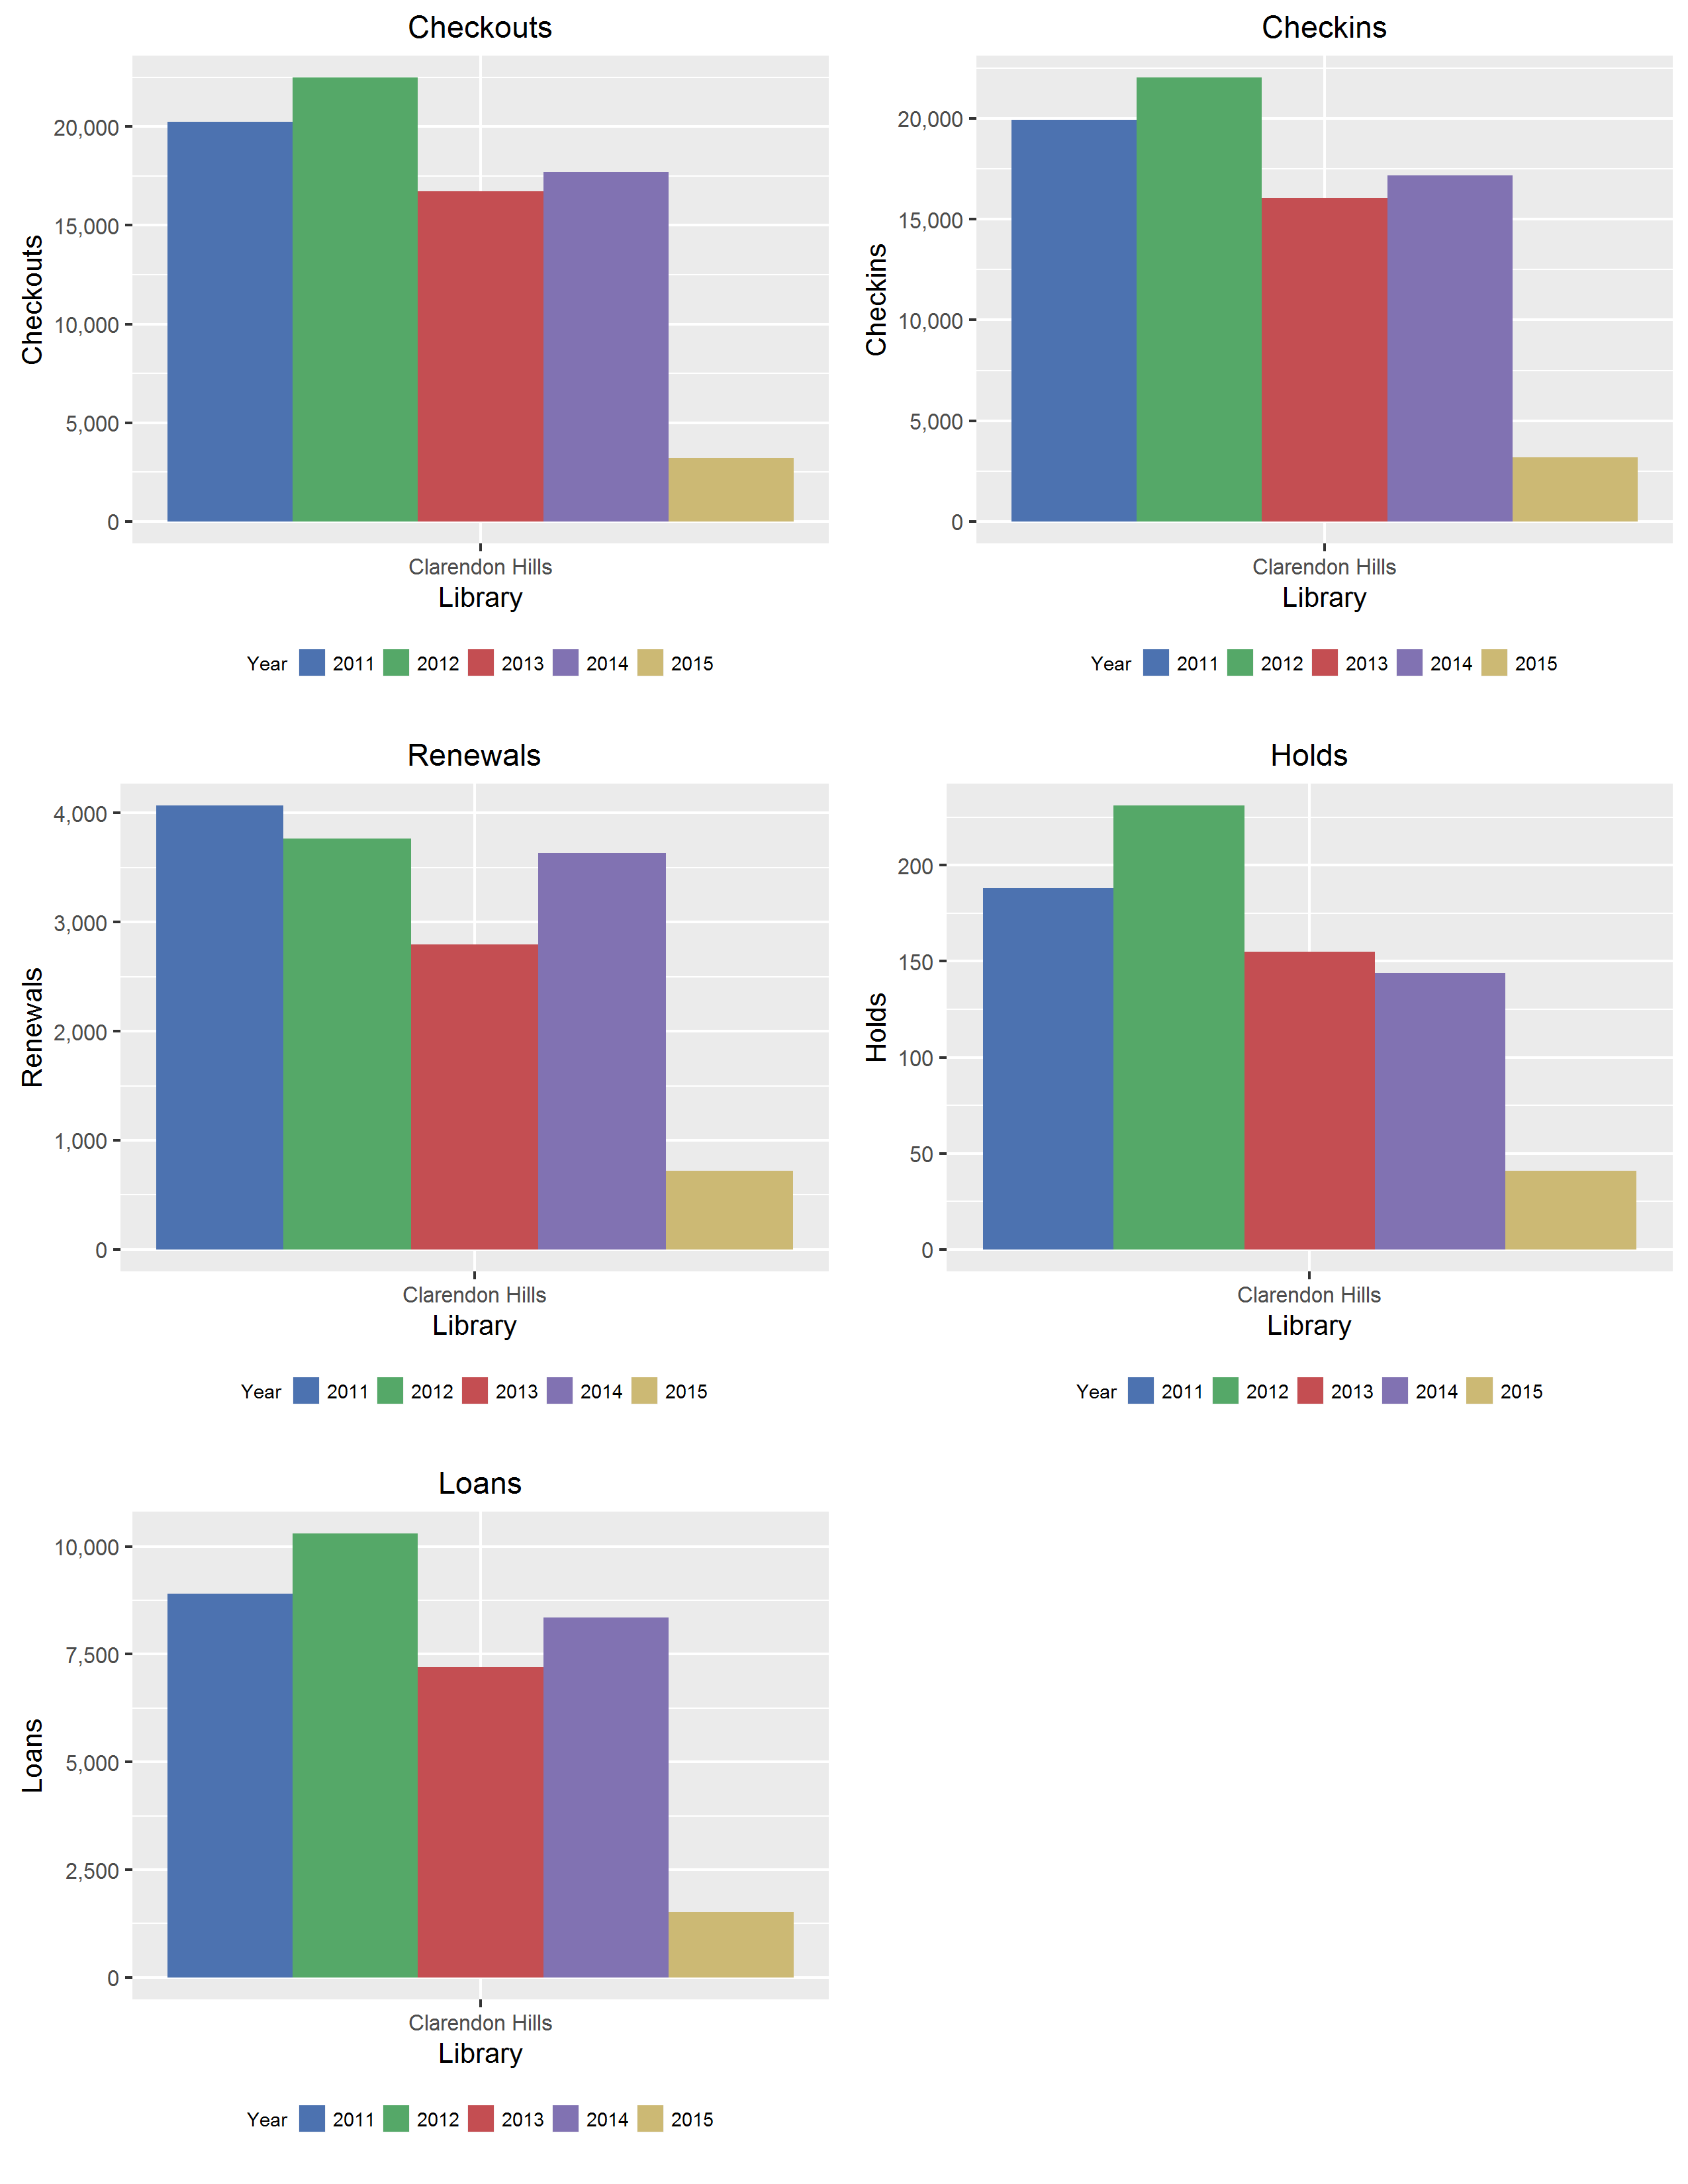 Checkouts
20,000
15,000
10,000
5,000
0
Checkouts
Clarendon Hills
Library
Year 2011 2012 2013 2014 2015
Checkins
20,000
15,000
10,000
5,000
0
Checkins
Clarendon Hills
Library
Year 2011 2012 2013 2014 2015
Renewals
4,000
3,000
2,000
1,000
0
Renewals
Clarendon Hills
Library
Year 2011 2012 2013 2014 2015
Holds
200
150
100
50
0
Holds
Clarendon Hills
Library
Year 2011 2012 2013 2014 2015
Loans
10,000
7,500
5,000
2,500
0
Loans
Clarendon Hills
Library
Year 2011 2012 2013 2014 2015